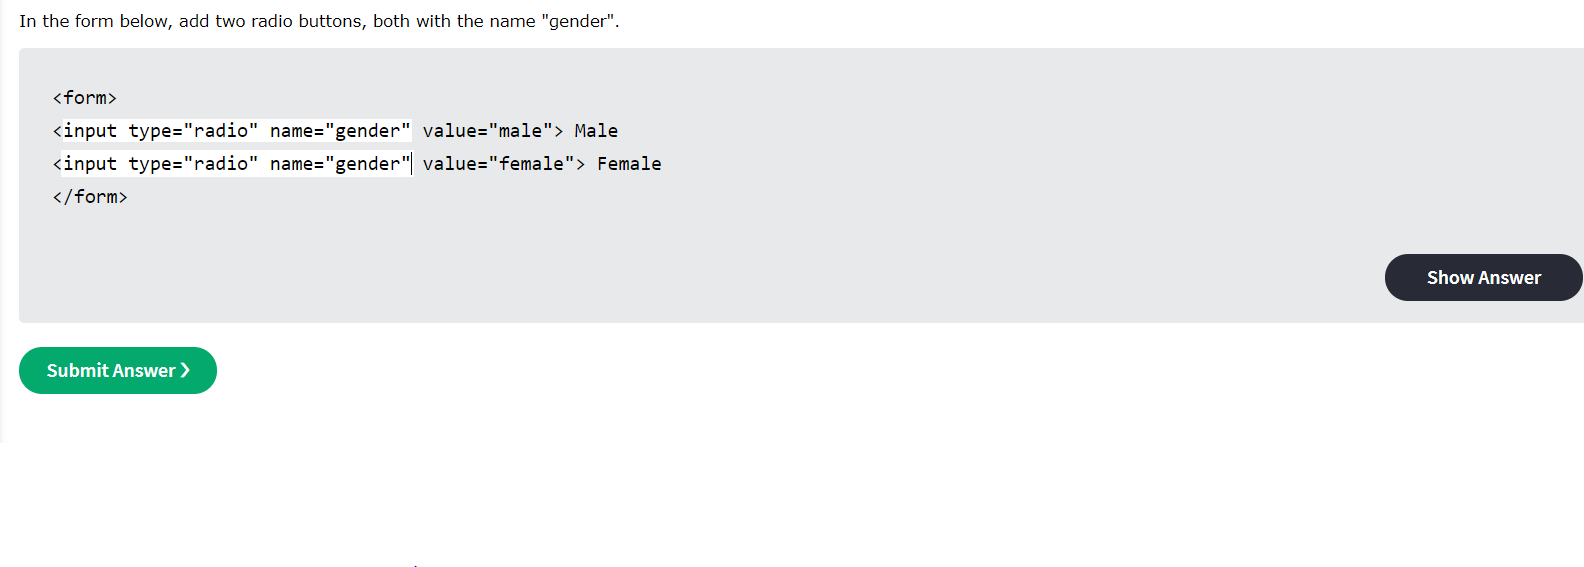 In the form below, add two radio buttons, both with the name "gender".
<form>
<input type="radio" name="gender" value="male"> Male
<input type="radio" name="gender" value="female"> Female
</form>
Show Answer
Submit Answer ❯